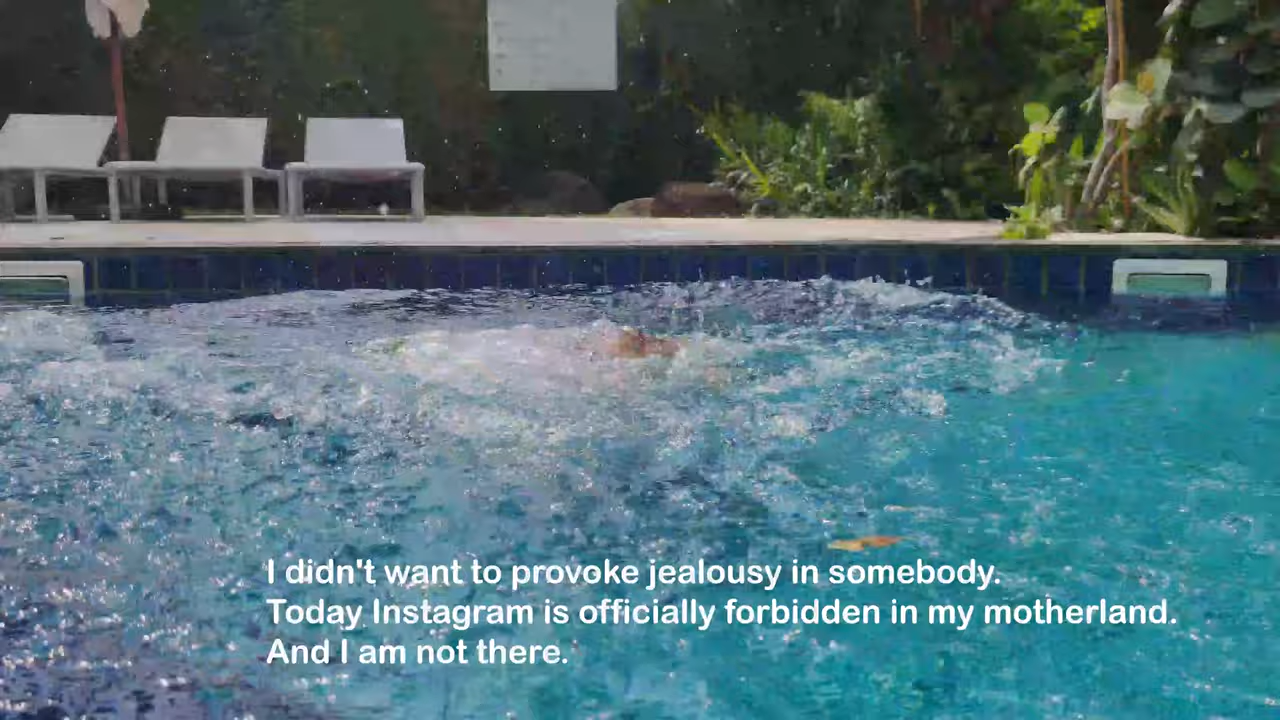 I didn't want to provoke jealousy in somebody.
Today Instagram is officially forbidden in my motherland.
And I am not there.